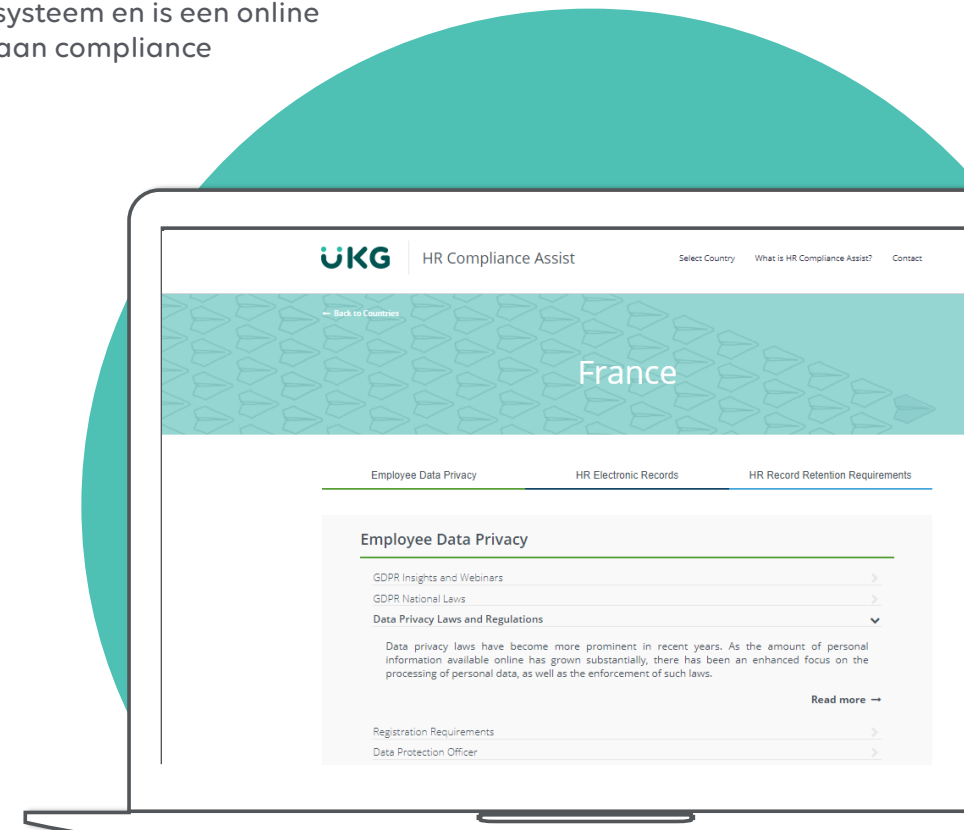 systeem en is een online
aan compliance
UKG
HR Compliance Assist
Select Country
What is HR Compliance Assist?
Contact
← Back to Countries
France
Employee Data Privacy
HR Electronic Records
HR Record Retention Requirements
Employee Data Privacy
GDPR Insights and Webinars
GDPR National Laws
Data Privacy Laws and Regulations
Data privacy laws have become more prominent in recent years. As the amount of personal
information available online has grown substantially, there has been an enhanced focus on the
processing of personal data, as well as the enforcement of such laws.
Read more →
Registration Requirements
Data Protection Officer